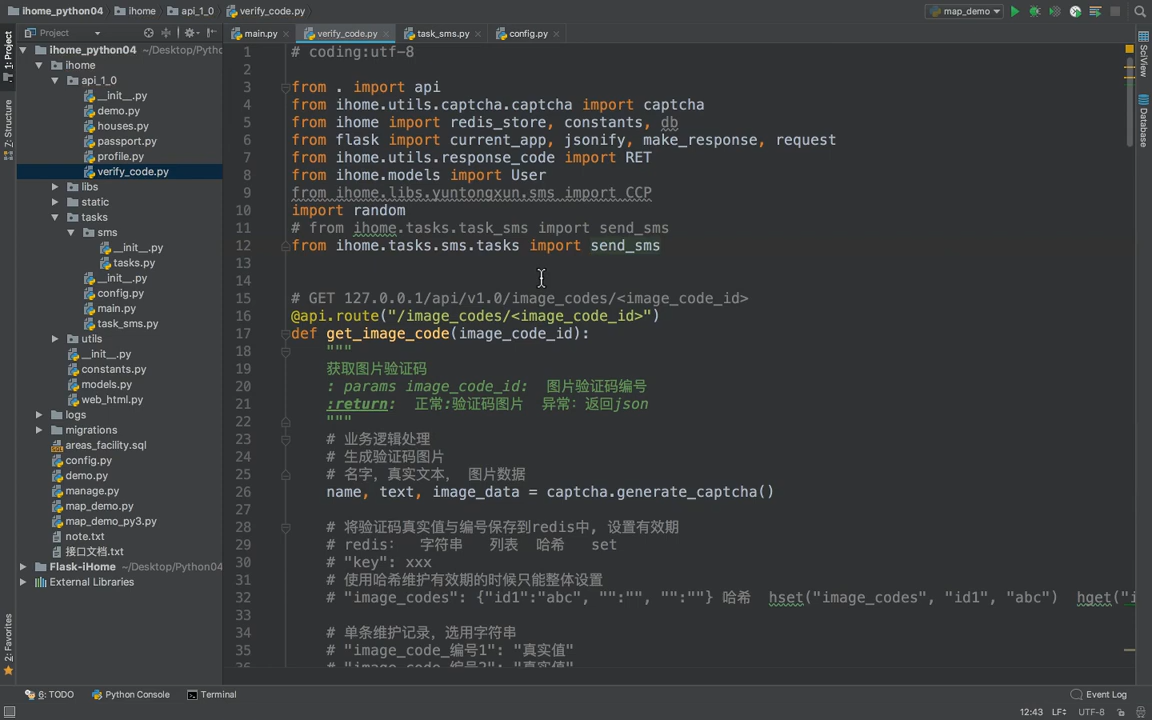 ihome_python04 ihome api_1_0 verify_code.py map_demo
Project main.py verify_code.py task_sms.py config.py
1: Project
Z: Structure
2: Favorites
SciView
Database
ihome_python04 ~/Desktop/Pytho
ihome
api_1_0
__init__.py
demo.py
houses.py
passport.py
profile.py
verify_code.py
libs
static
tasks
sms
__init__.py
tasks.py
__init__.py
config.py
main.py
task_sms.py
utils
__init__.py
constants.py
models.py
web_html.py
logs
migrations
areas_facility.sql
config.py
demo.py
manage.py
map_demo.py
map_demo_py3.py
note.txt
接口文档.txt
Flask-iHome ~/Desktop/Python04
External Libraries
1 # coding:utf-8
2
3 from . import api
4 from ihome.utils.captcha.captcha import captcha
5 from ihome import redis_store, constants, db
6 from flask import current_app, jsonify, make_response, request
7 from ihome.utils.response_code import RET
8 from ihome.models import User
9 from ihome.libs.yuntongxun.sms import CCP
10 import random
11 # from ihome.tasks.task_sms import send_sms
12 from ihome.tasks.sms.tasks import send_sms
13
14
15 # GET 127.0.0.1/api/v1.0/image_codes/<image_code_id>
16 @api.route("/image_codes/<image_code_id>")
17 def get_image_code(image_code_id):
18 """
19 获取图片验证码
20 : params image_code_id: 图片验证码编号
21 :return: 正常:验证码图片 异常: 返回json
22 """
23 # 业务逻辑处理
24 # 生成验证码图片
25 # 名字，真实文本， 图片数据
26 name, text, image_data = captcha.generate_captcha()
27
28 # 将验证码真实值与编号保存到redis中, 设置有效期
29 # redis: 字符串 列表 哈希 set
30 # "key": xxx
31 # 使用哈希维护有效期的时候只能整体设置
32 # "image_codes": {"id1":"abc", "":"", "":""} 哈希 hset("image_codes", "id1", "abc") hget("i
33
34 # 单条维护记录，选用字符串
35 # "image_code_编号1": "真实值"
36 # "image_code_编号2": "真实值"
6: TODO Python Console Terminal Event Log
12:43 LF UTF-8